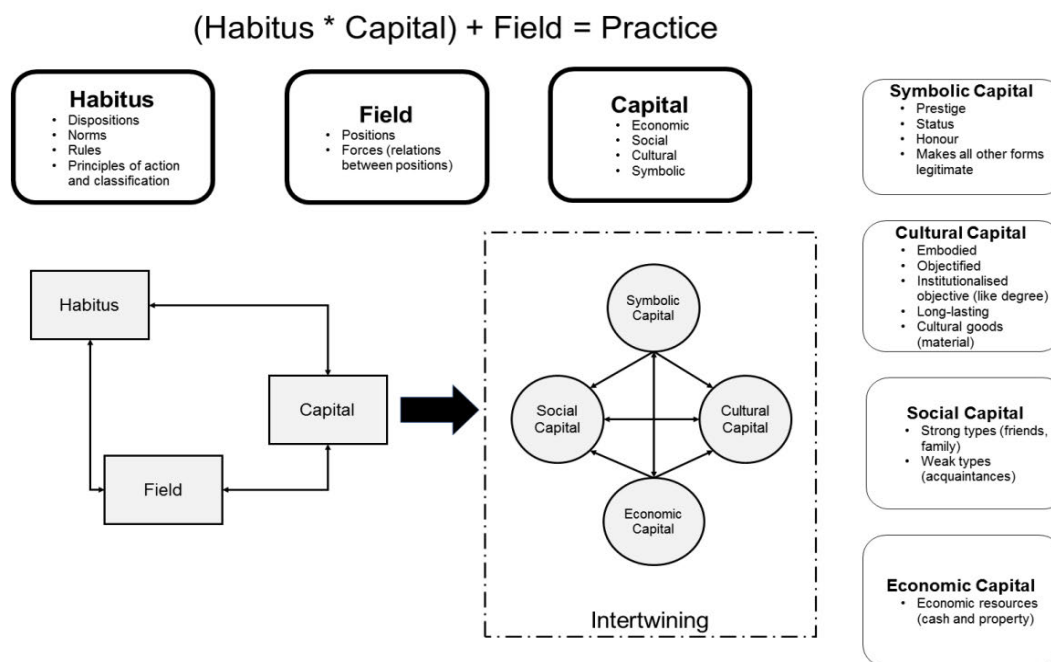 (Habitus * Capital) + Field = Practice
Habitus
• Dispositions
• Norms
• Rules
• Principles of action
and classification
Field
• Positions
• Forces (relations
between positions)
Capital
• Economic
• Social
• Cultural
• Symbolic
Symbolic Capital
• Prestige
• Status
• Honour
• Makes all other forms
legitimate
Cultural Capital
• Embodied
• Objectified
• Institutionalised
objective (like degree)
• Long-lasting
• Cultural goods
(material)
Social Capital
• Strong types (friends,
family)
• Weak types
(acquaintances)
Economic Capital
• Economic resources
(cash and property)
Habitus
Capital
Field
Symbolic
Capital
Social
Capital
Cultural
Capital
Economic
Capital
Intertwining